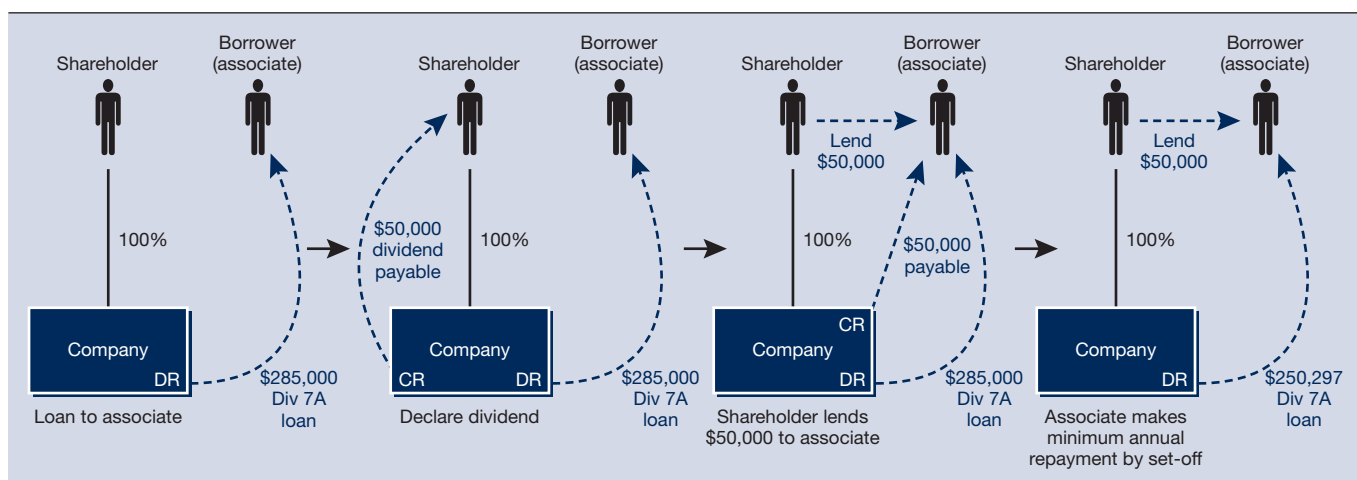 Shareholder
Borrower
(associate)
100%
Company
DR
$285,000
Div 7A
loan
Loan to associate
Shareholder
Borrower
(associate)
$50,000
dividend
payable
100%
Company
CR
DR
$285,000
Div 7A
loan
Declare dividend
Shareholder
Borrower
(associate)
Lend
$50,000
100%
$50,000
payable
CR
Company
DR
$285,000
Div 7A
loan
Shareholder lends
$50,000 to associate
Shareholder
Borrower
(associate)
Lend
$50,000
100%
Company
DR
$250,297
Div 7A
loan
Associate makes
minimum annual
repayment by set-off